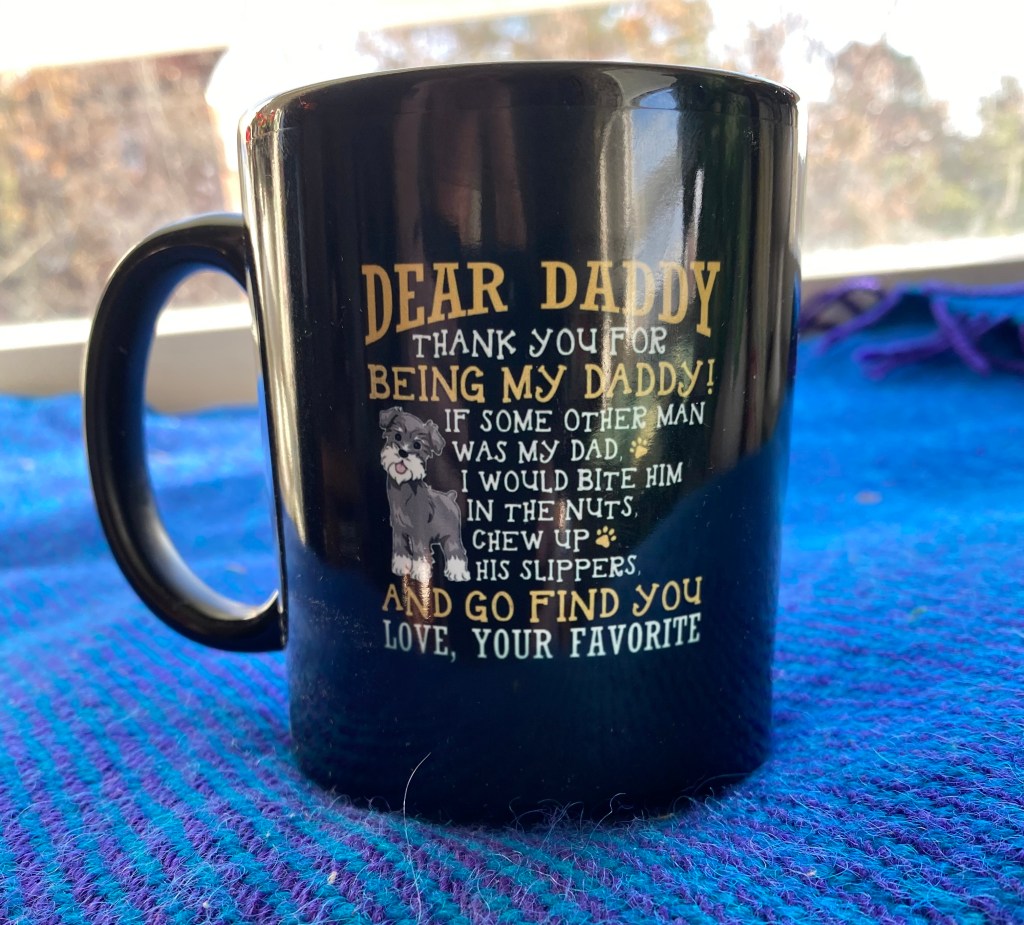 DEAR DADDY
THANK YOU FOR
BEING MY DADDY!
IF SOME OTHER MAN
WAS MY DAD,
I WOULD BITE HIM
IN THE NUTS,
CHEW UP
HIS SLIPPERS,
AND GO FIND YOU
LOVE, YOUR FAVORITE